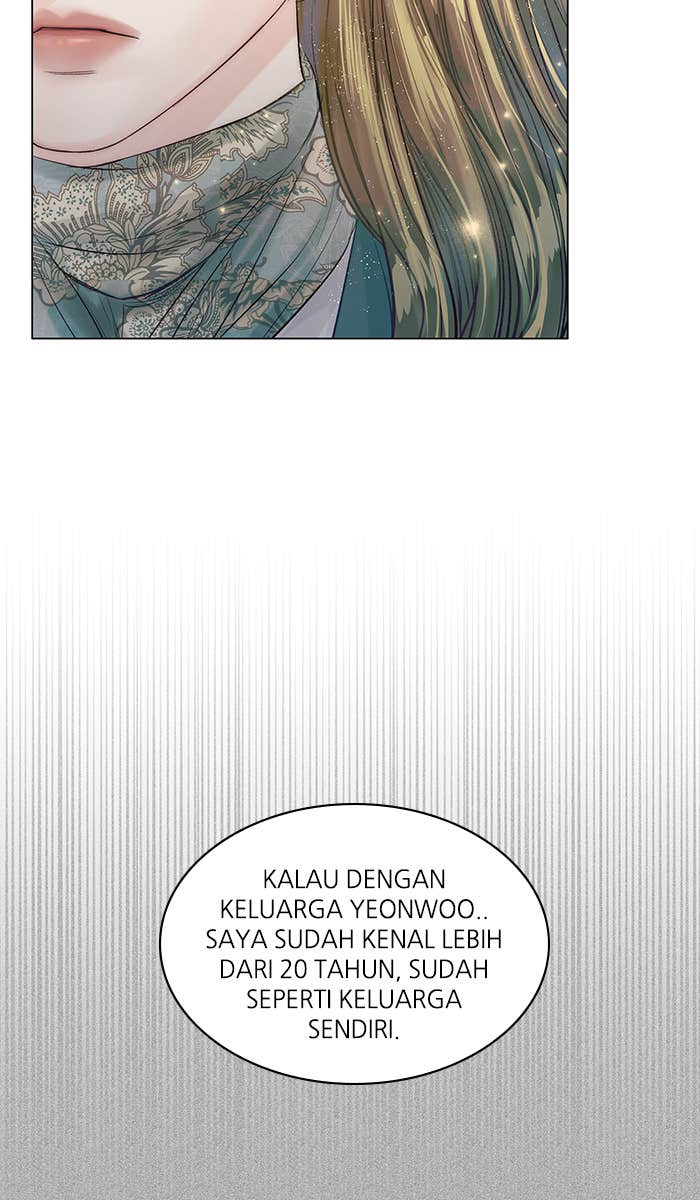 KALAU DENGAN
KELUARGA YEONWOO..
SAYA SUDAH KENAL LEBIH
DARI 20 TAHUN, SUDAH
SEPERTI KELUARGA
SENDIRI.